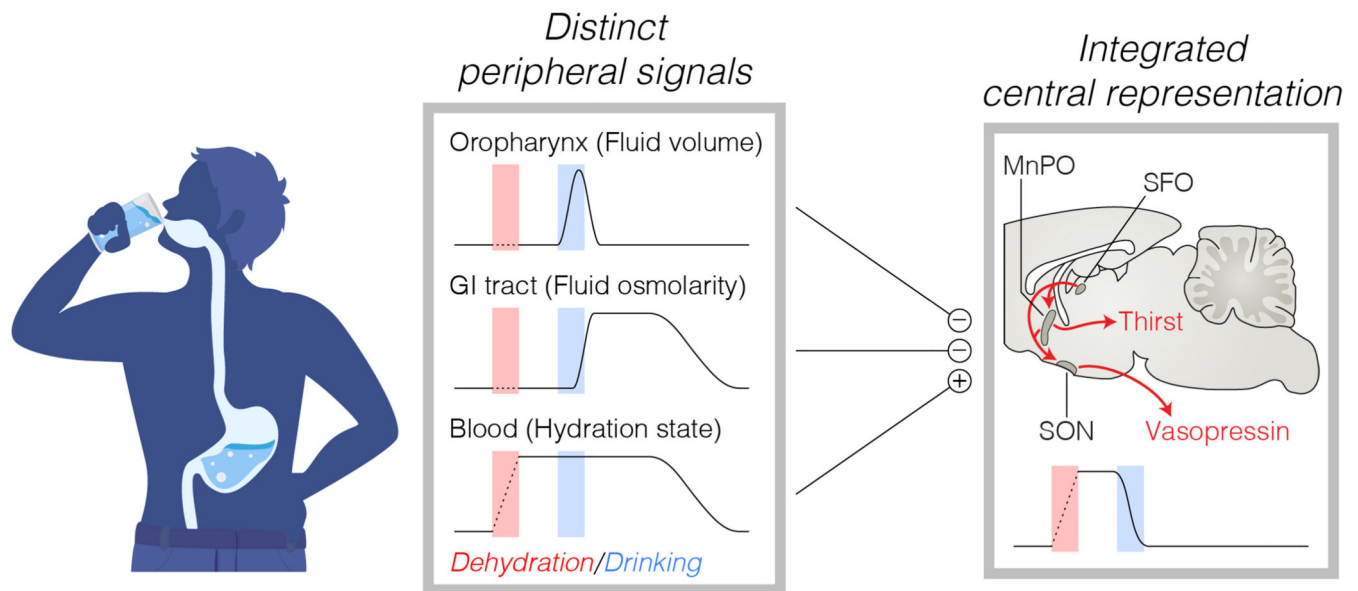 Distinct
peripheral signals
Oropharynx (Fluid volume)
GI tract (Fluid osmolarity)
Blood (Hydration state)
Dehydration/Drinking
−
−
+
Integrated
central representation
MnPO
SFO
Thirst
SON
Vasopressin